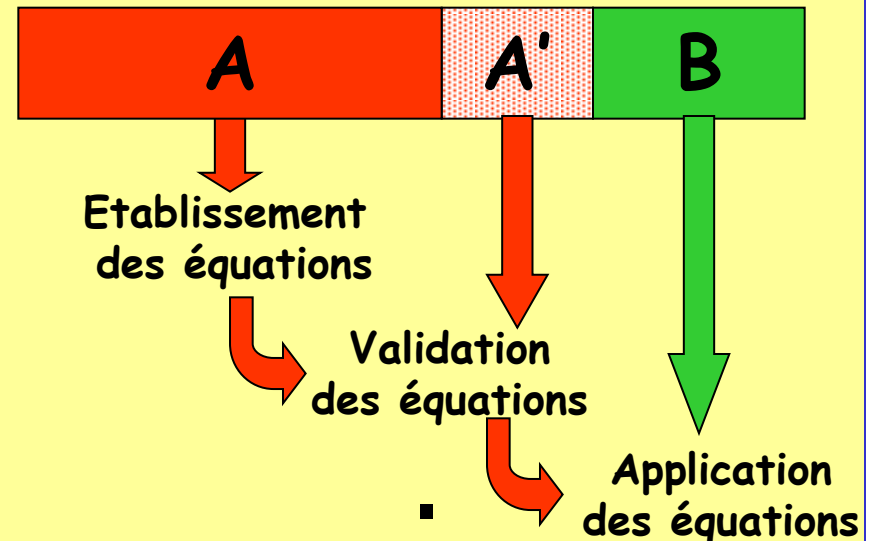 A A' B
Etablissement
des équations
Validation
des équations
Application
des équations